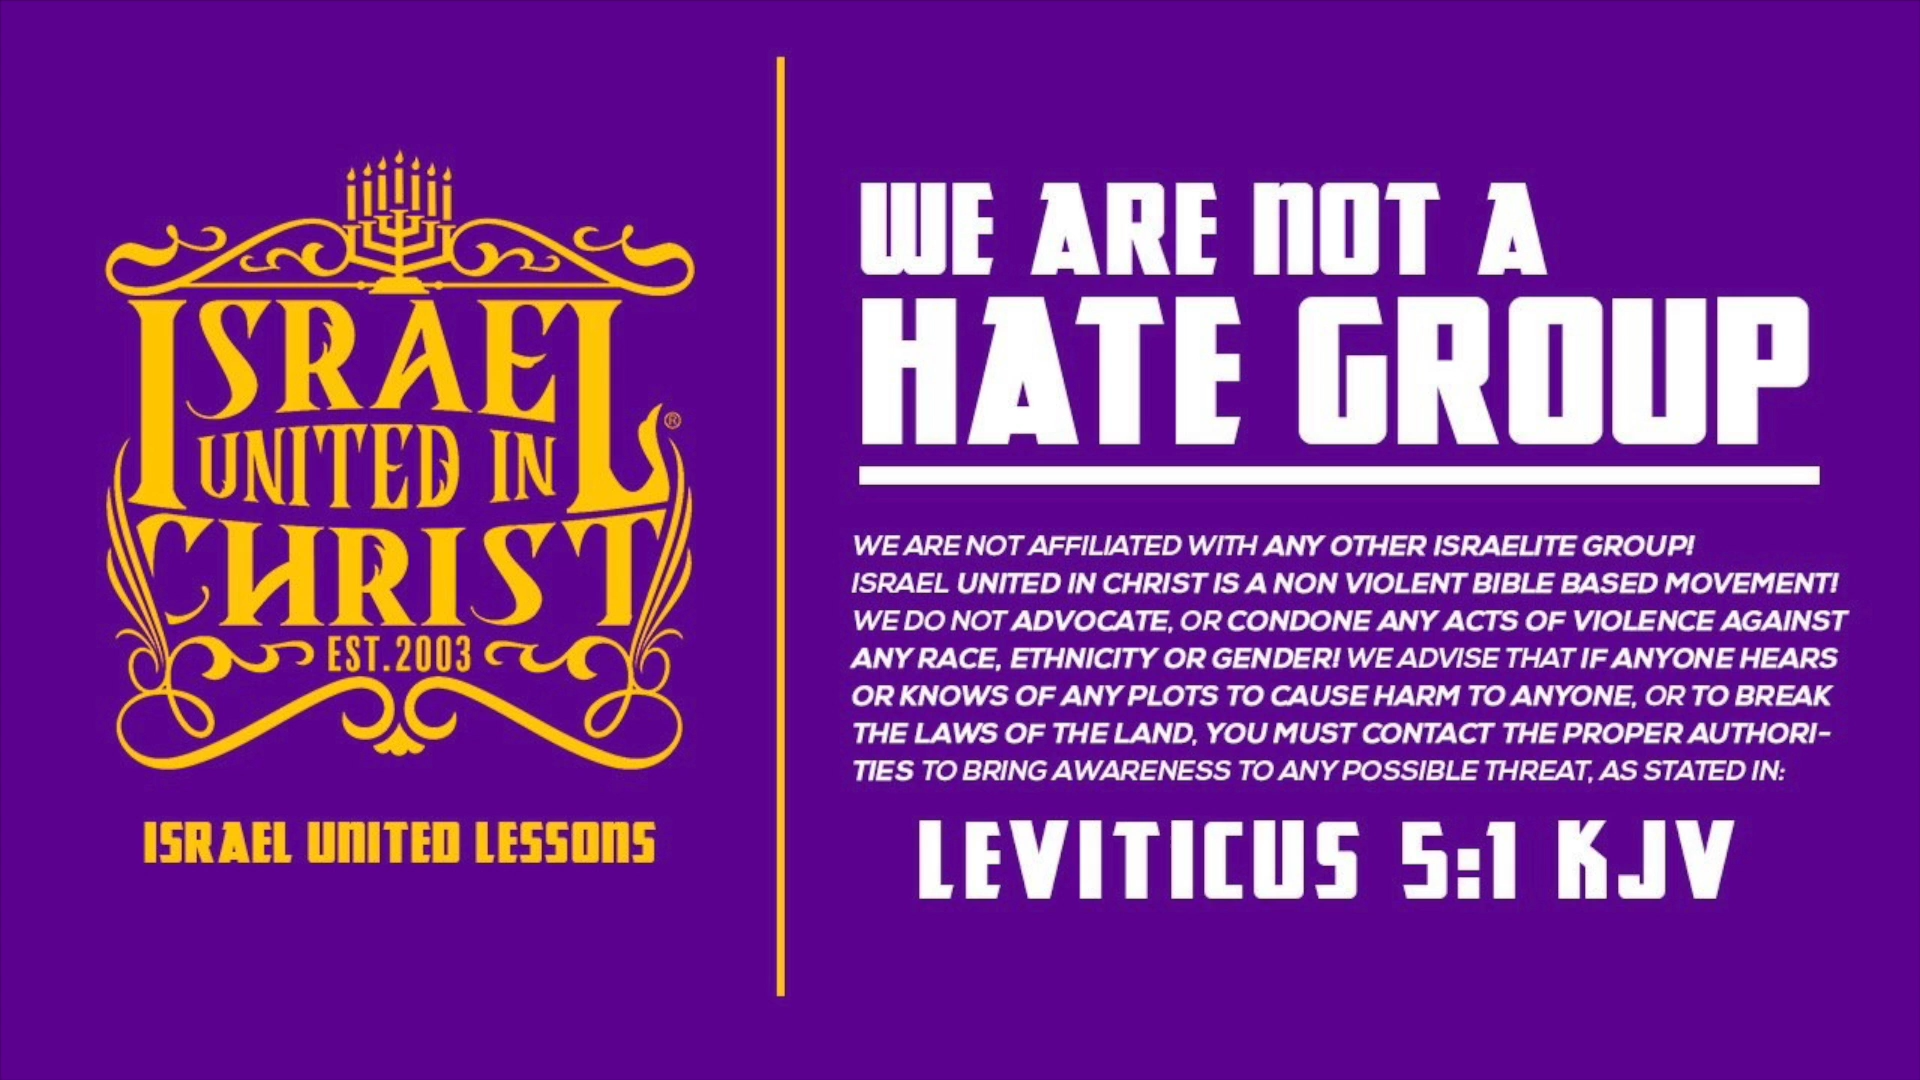 ISRAEL
UNITED IN
CHRIST
®
EST.2003
ISRAEL UNITED LESSONS
WE ARE NOT A
HATE GROUP
WE ARE NOT AFFILIATED WITH ANY OTHER ISRAELITE GROUP!
ISRAEL UNITED IN CHRIST IS A NON VIOLENT BIBLE BASED MOVEMENT!
WE DO NOT ADVOCATE, OR CONDONE ANY ACTS OF VIOLENCE AGAINST
ANY RACE, ETHNICITY OR GENDER! WE ADVISE THAT IF ANYONE HEARS
OR KNOWS OF ANY PLOTS TO CAUSE HARM TO ANYONE, OR TO BREAK
THE LAWS OF THE LAND, YOU MUST CONTACT THE PROPER AUTHORI-
TIES TO BRING AWARENESS TO ANY POSSIBLE THREAT, AS STATED IN:
LEVITICUS 5:1 KJV